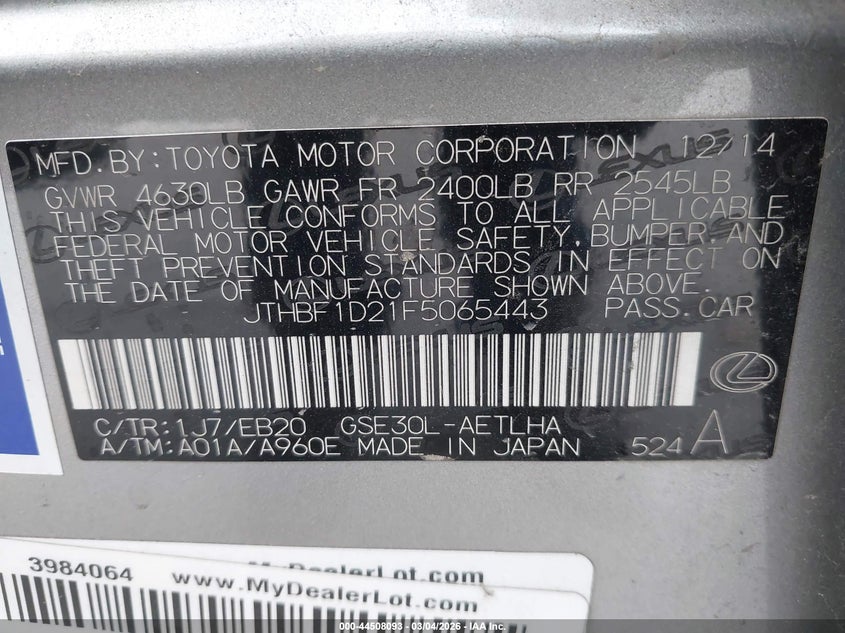 MFD. BY: TOYOTA MOTOR CORPORATION 12/14
GVWR 4630LB GAWR FR 2400LB RR 2545LB
THIS VEHICLE CONFORMS TO ALL APPLICABLE
FEDERAL MOTOR VEHICLE SAFETY, BUMPER, AND
THEFT PREVENTION STANDARDS IN EFFECT ON
THE DATE OF MANUFACTURE SHOWN ABOVE.
JTHBF1D21F5065443 PASS. CAR
C/TR: 1J7/EB20 GSE30L-AETLHA
A/TM: A01A/A960E MADE IN JAPAN 524 A
MyDealerLot.com
3984064 www.MyDealerLot.com
000-44508093 - 03/04/2026 - IAA Inc.